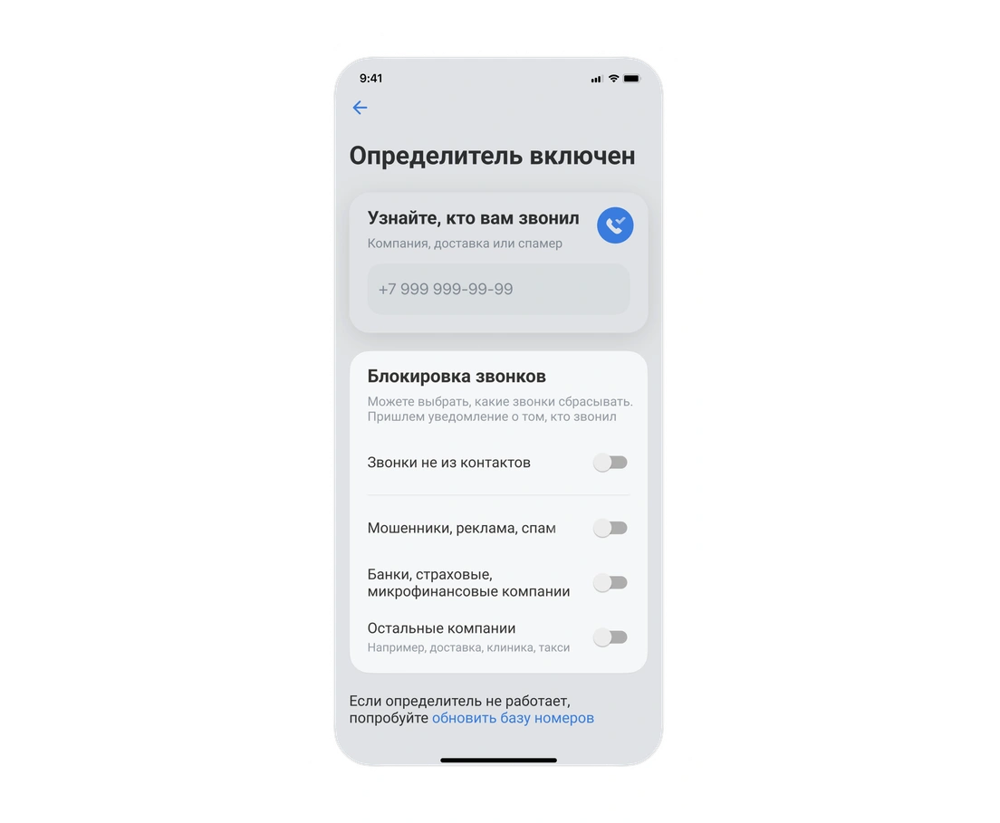 9:41
Определитель включен
Узнайте, кто вам звонил
Компания, доставка или спамер
+7 999 999-99-99
Блокировка звонков
Можете выбрать, какие звонки сбрасывать.
Пришлем уведомление о том, кто звонил
Звонки не из контактов
Мошенники, реклама, спам
Банки, страховые,
микрофинансовые компании
Остальные компании
Например, доставка, клиника, такси
Если определитель не работает,
попробуйте обновить базу номеров